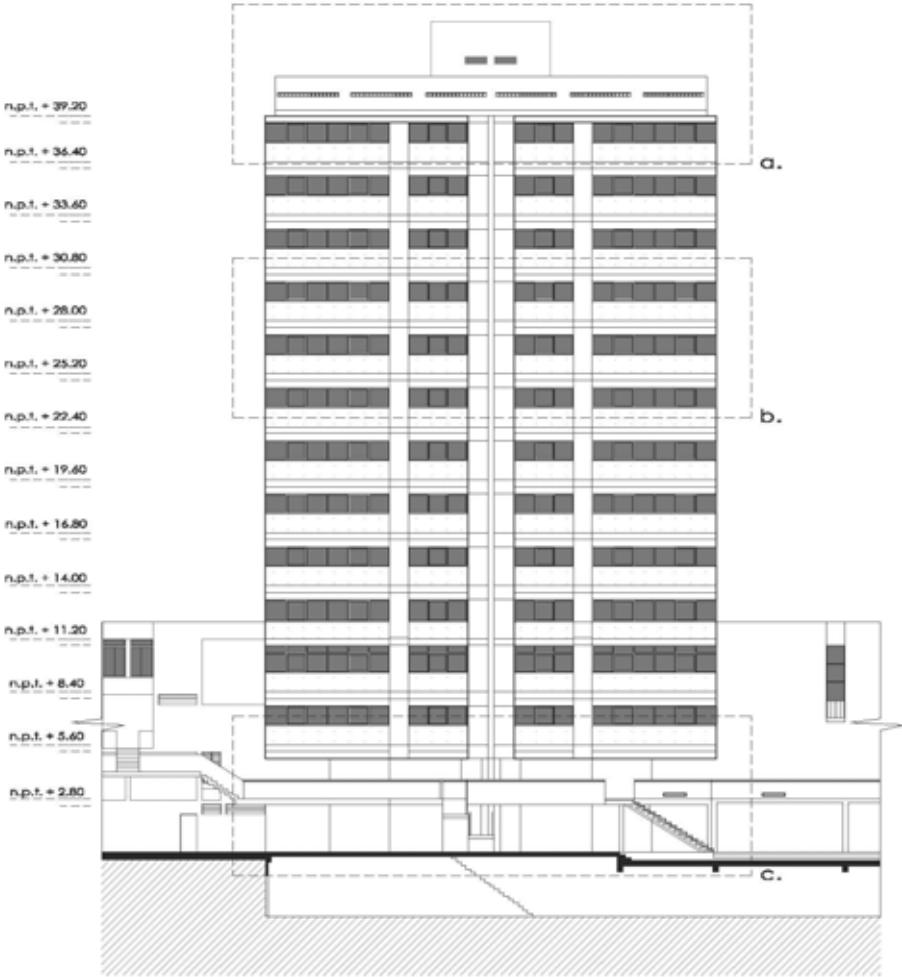 n.p.t. + 39.20
n.p.t. + 36.40
a.
n.p.t. + 33.60
n.p.t. + 30.80
n.p.t. + 28.00
n.p.t. + 25.20
n.p.t. + 22.40
b.
n.p.t. + 19.60
n.p.t. + 16.80
n.p.t. + 14.00
n.p.t. + 11.20
n.p.t. + 8.40
n.p.t. + 5.60
n.p.t. + 2.80
c.